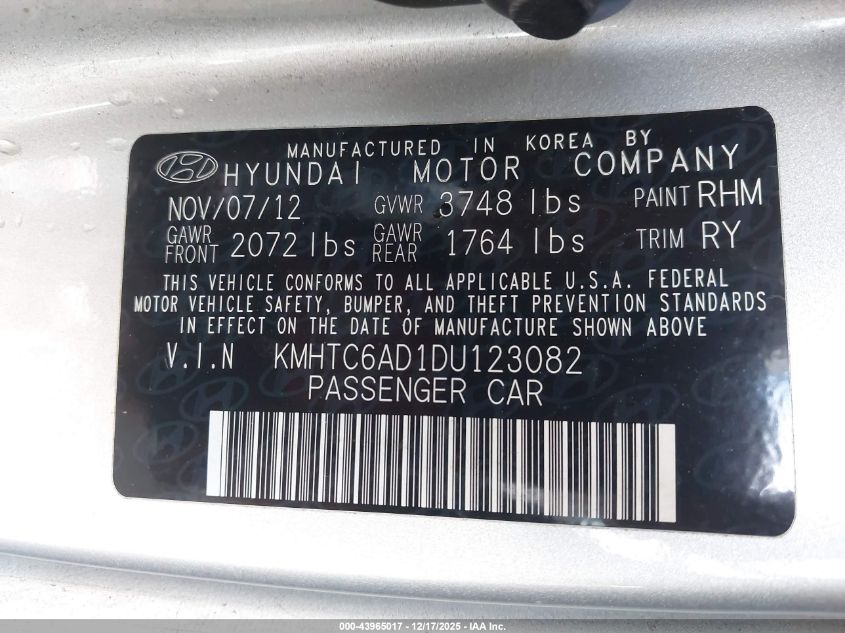 MANUFACTURED IN KOREA BY
HYUNDAI MOTOR COMPANY
NOV/07/12 GVWR 3748 lbs PAINT RHM
GAWR FRONT 2072 lbs GAWR REAR 1764 lbs TRIM RY
THIS VEHICLE CONFORMS TO ALL APPLICABLE U.S.A. FEDERAL
MOTOR VEHICLE SAFETY, BUMPER, AND THEFT PREVENTION STANDARDS
IN EFFECT ON THE DATE OF MANUFACTURE SHOWN ABOVE
V.I.N KMHTC6AD1DU123082
PASSENGER CAR
000-43965017 - 12/17/2025 - IAA Inc.